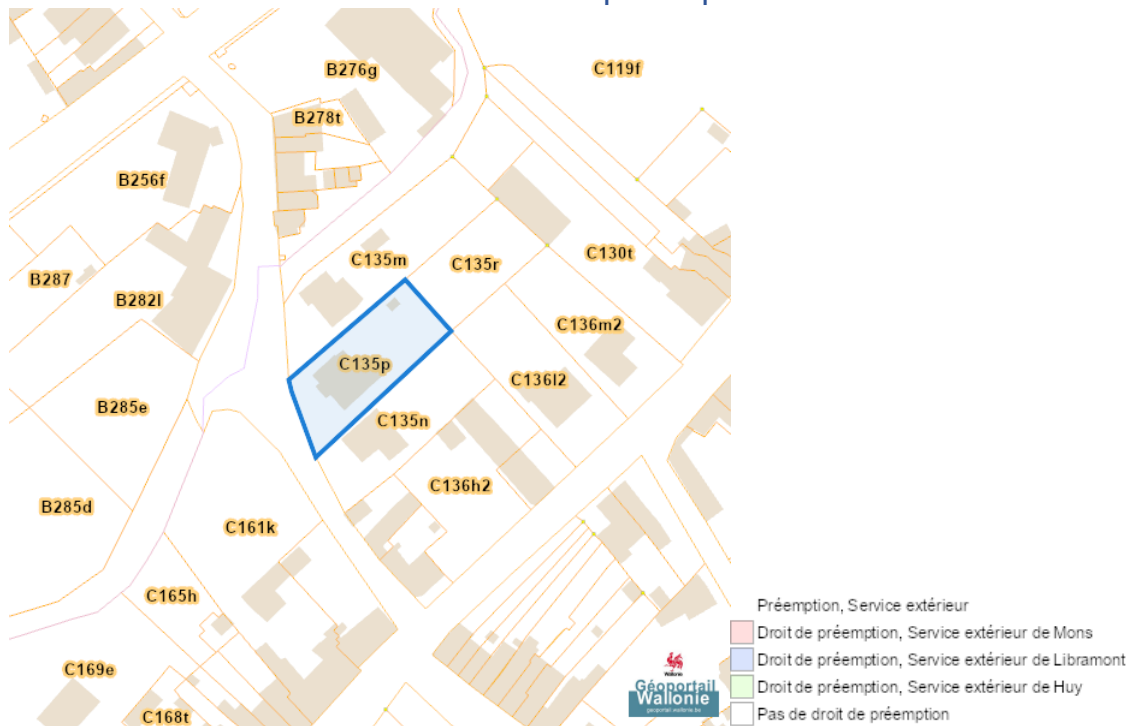 B276g
C119f
B278t
B256f
C135m
C135r
C130t
B287
B282l
C136m2
C135p
C136l2
B285e
C135n
C136h2
B285d
C161k
C165h
C169e
C168t
Wallonie
Géoportail
Wallonie
geoportail.wallonie.be
Préemption, Service extérieur
Droit de préemption, Service extérieur de Mons
Droit de préemption, Service extérieur de Libramont
Droit de préemption, Service extérieur de Huy
Pas de droit de préemption